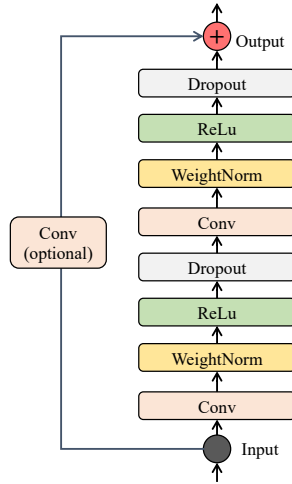 +
Output
Dropout
ReLu
WeightNorm
Conv
Conv
(optional)
Dropout
ReLu
WeightNorm
Conv
Input